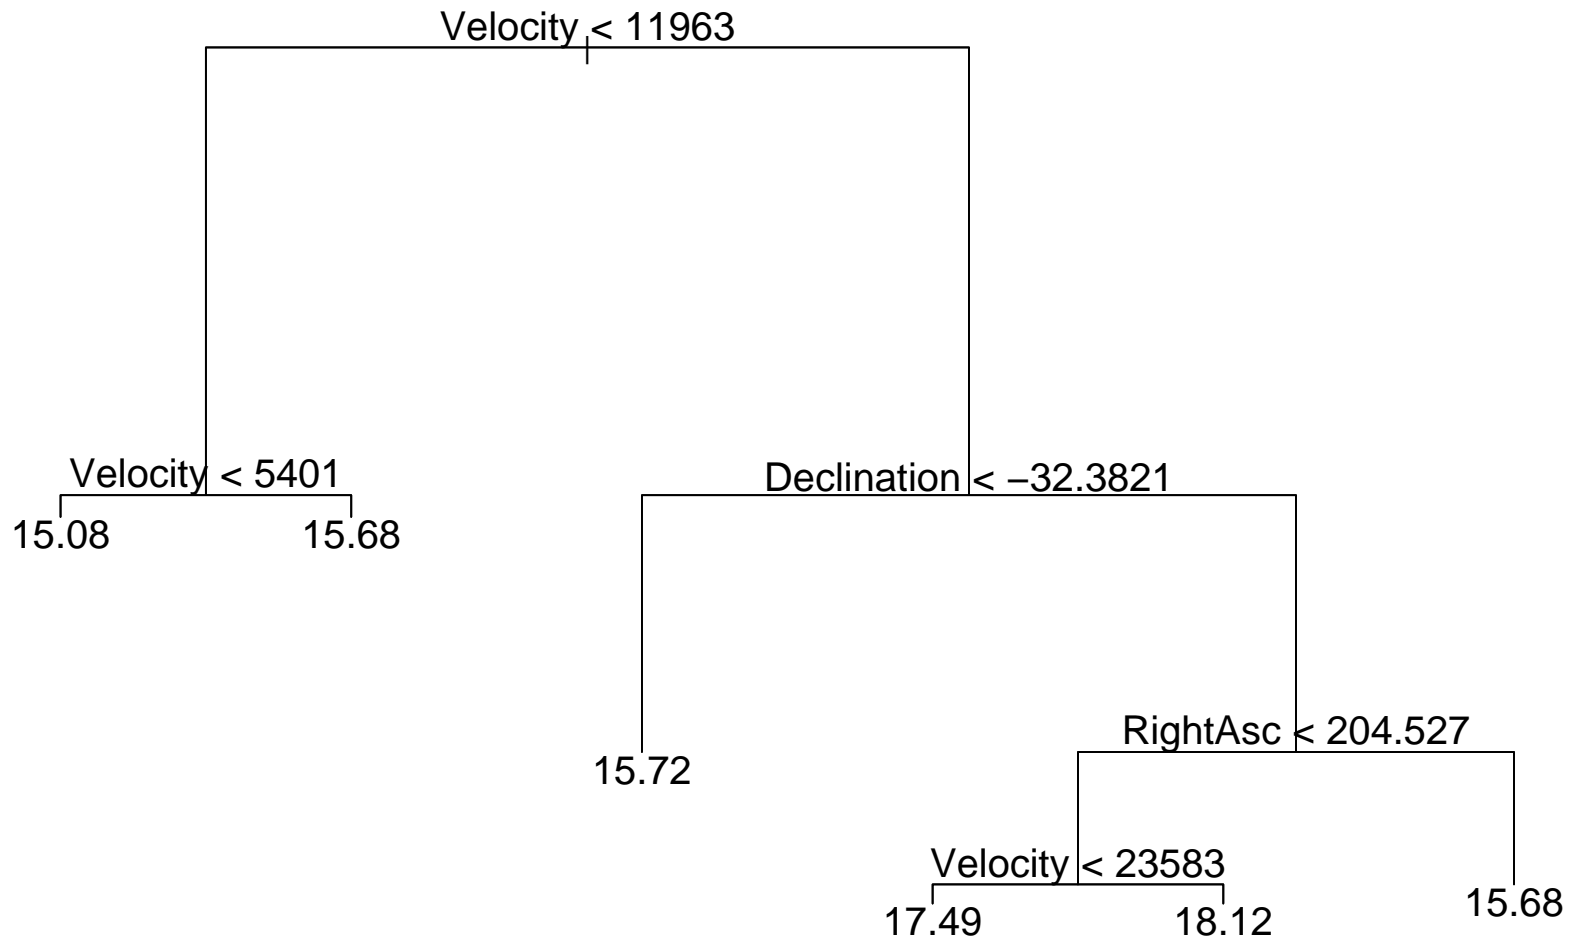 Velocity < 11963
Velocity < 5401
Declination < −32.3821
15.08
15.68
RightAsc < 204.527
15.72
Velocity < 23583
15.68
17.49
18.12